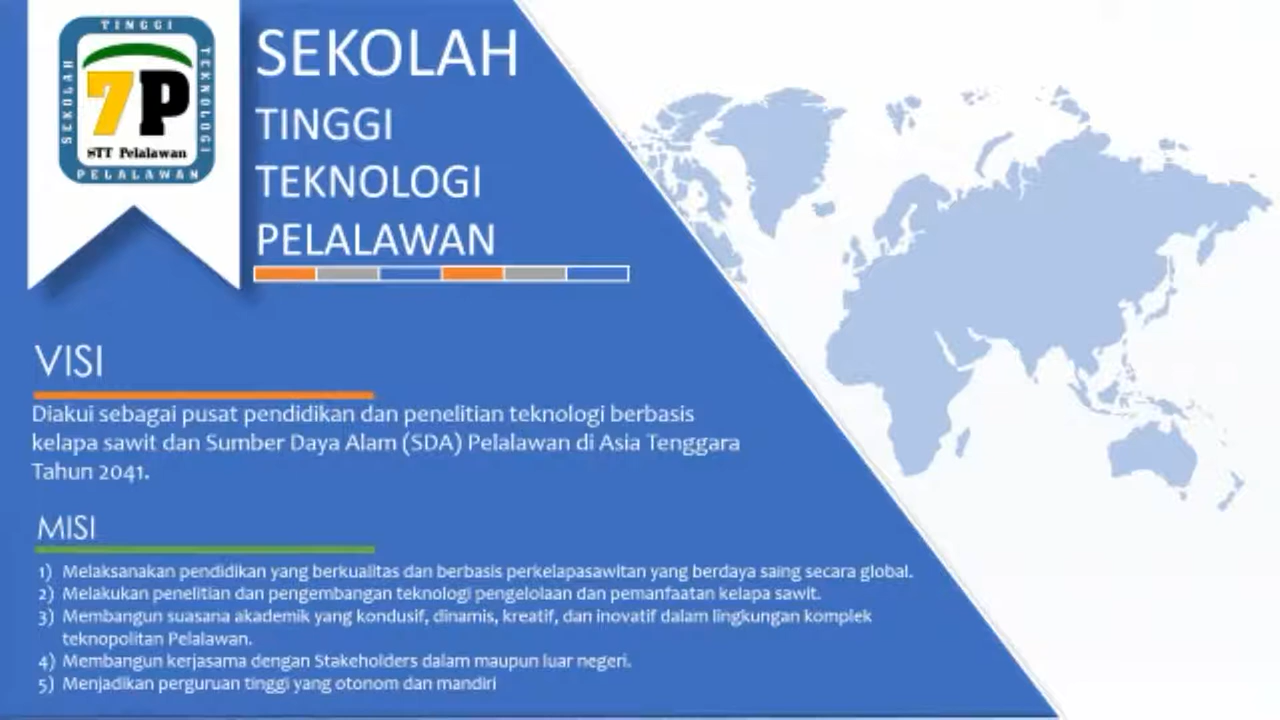 TINGGI
SEKOLAH
TEKNOLOGI
7P
STT Pelalawan
PELALAWAN
SEKOLAH
TINGGI
TEKNOLOGI
PELALAWAN
VISI
Diakui sebagai pusat pendidikan dan penelitian teknologi berbasis
kelapa sawit dan Sumber Daya Alam (SDA) Pelalawan di Asia Tenggara
Tahun 2041.
MISI
1) Melaksanakan pendidikan yang berkualitas dan berbasis perkelapasawitan yang berdaya saing secara global.
2) Melakukan penelitian dan pengembangan teknologi pengelolaan dan pemanfaatan kelapa sawit.
3) Membangun suasana akademik yang kondusif, dinamis, kreatif, dan inovatif dalam lingkungan komplek
teknopolitan Pelalawan.
4) Membangun kerjasama dengan Stakeholders dalam maupun luar negeri.
5) Menjadikan perguruan tinggi yang otonom dan mandiri